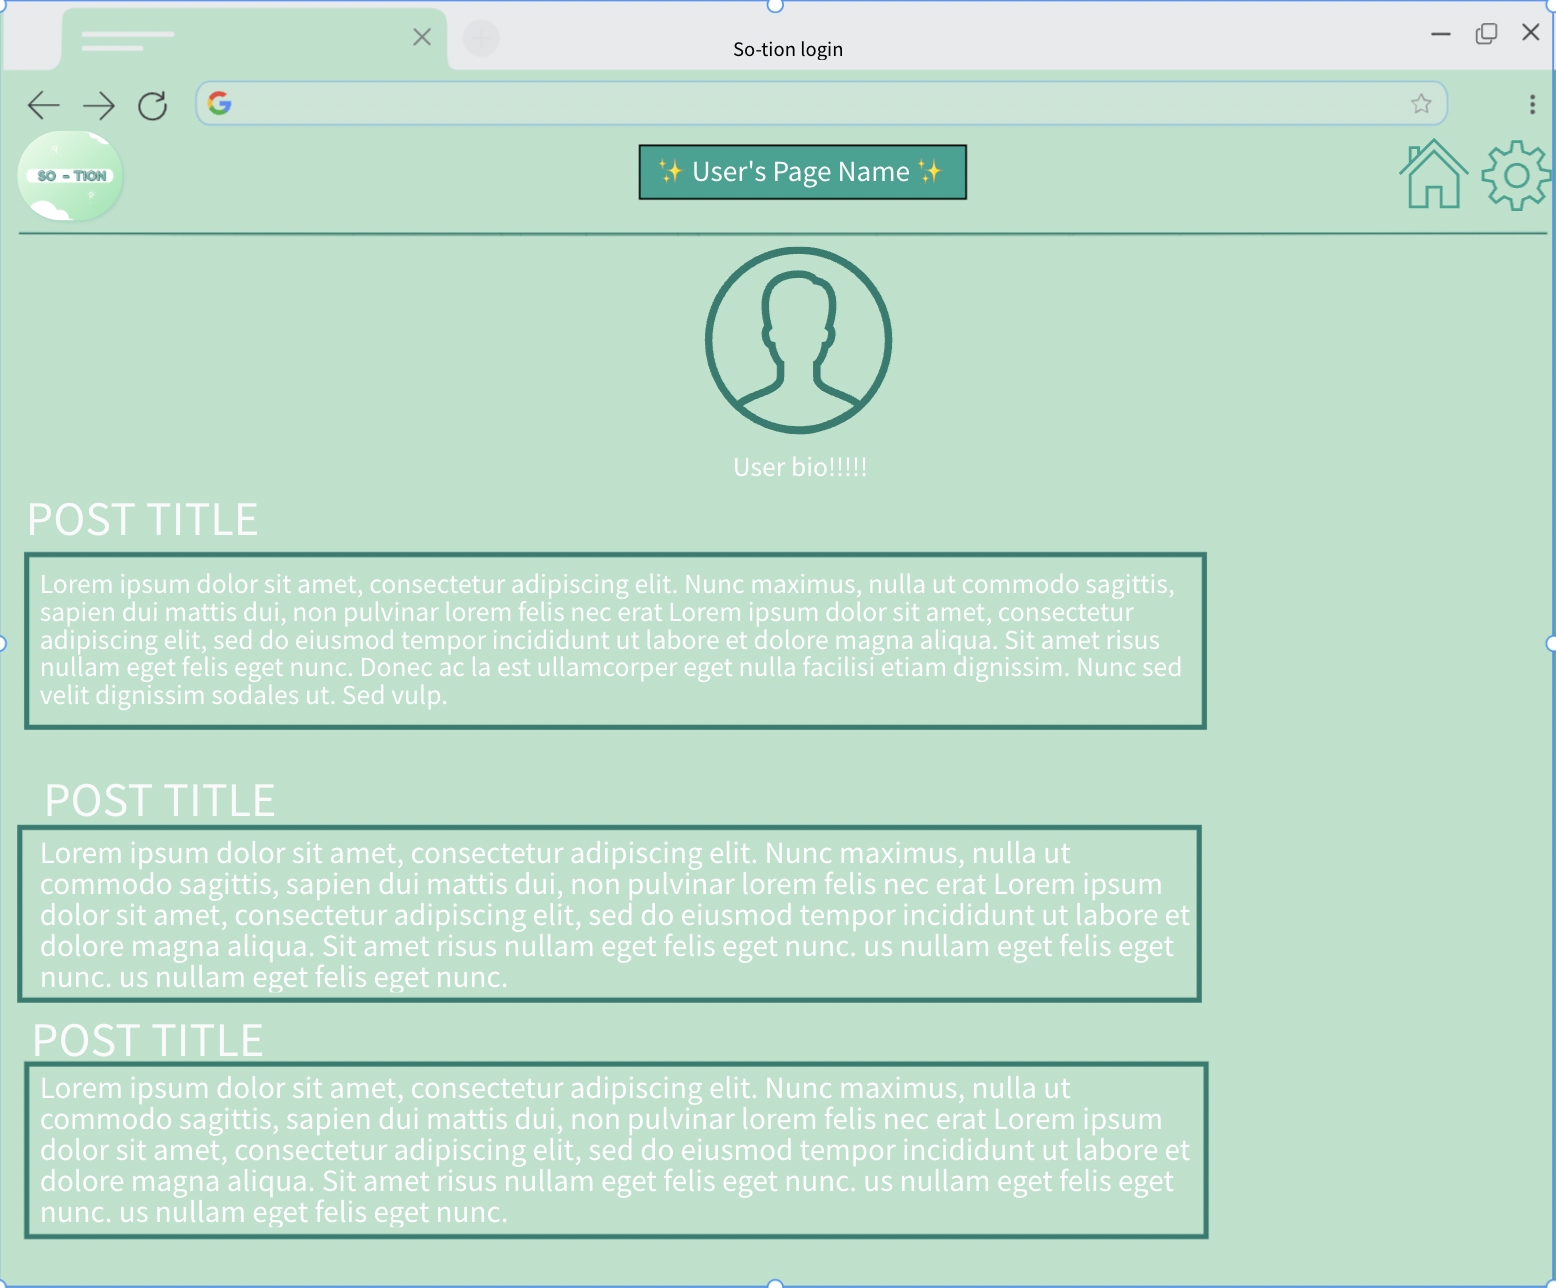 So-tion login
SO - TION
✨ User's Page Name ✨
User bio!!!!!
POST TITLE
Lorem ipsum dolor sit amet, consectetur adipiscing elit. Nunc maximus, nulla ut commodo sagittis,
sapien dui mattis dui, non pulvinar lorem felis nec erat Lorem ipsum dolor sit amet, consectetur
adipiscing elit, sed do eiusmod tempor incididunt ut labore et dolore magna aliqua. Sit amet risus
nullam eget felis eget nunc. Donec ac la est ullamcorper eget nulla facilisi etiam dignissim. Nunc sed
velit dignissim sodales ut. Sed vulp.
POST TITLE
Lorem ipsum dolor sit amet, consectetur adipiscing elit. Nunc maximus, nulla ut
commodo sagittis, sapien dui mattis dui, non pulvinar lorem felis nec erat Lorem ipsum
dolor sit amet, consectetur adipiscing elit, sed do eiusmod tempor incididunt ut labore et
dolore magna aliqua. Sit amet risus nullam eget felis eget nunc. us nullam eget felis eget
nunc. us nullam eget felis eget nunc.
POST TITLE
Lorem ipsum dolor sit amet, consectetur adipiscing elit. Nunc maximus, nulla ut
commodo sagittis, sapien dui mattis dui, non pulvinar lorem felis nec erat Lorem ipsum
dolor sit amet, consectetur adipiscing elit, sed do eiusmod tempor incididunt ut labore et
dolore magna aliqua. Sit amet risus nullam eget felis eget nunc. us nullam eget felis eget
nunc. us nullam eget felis eget nunc.